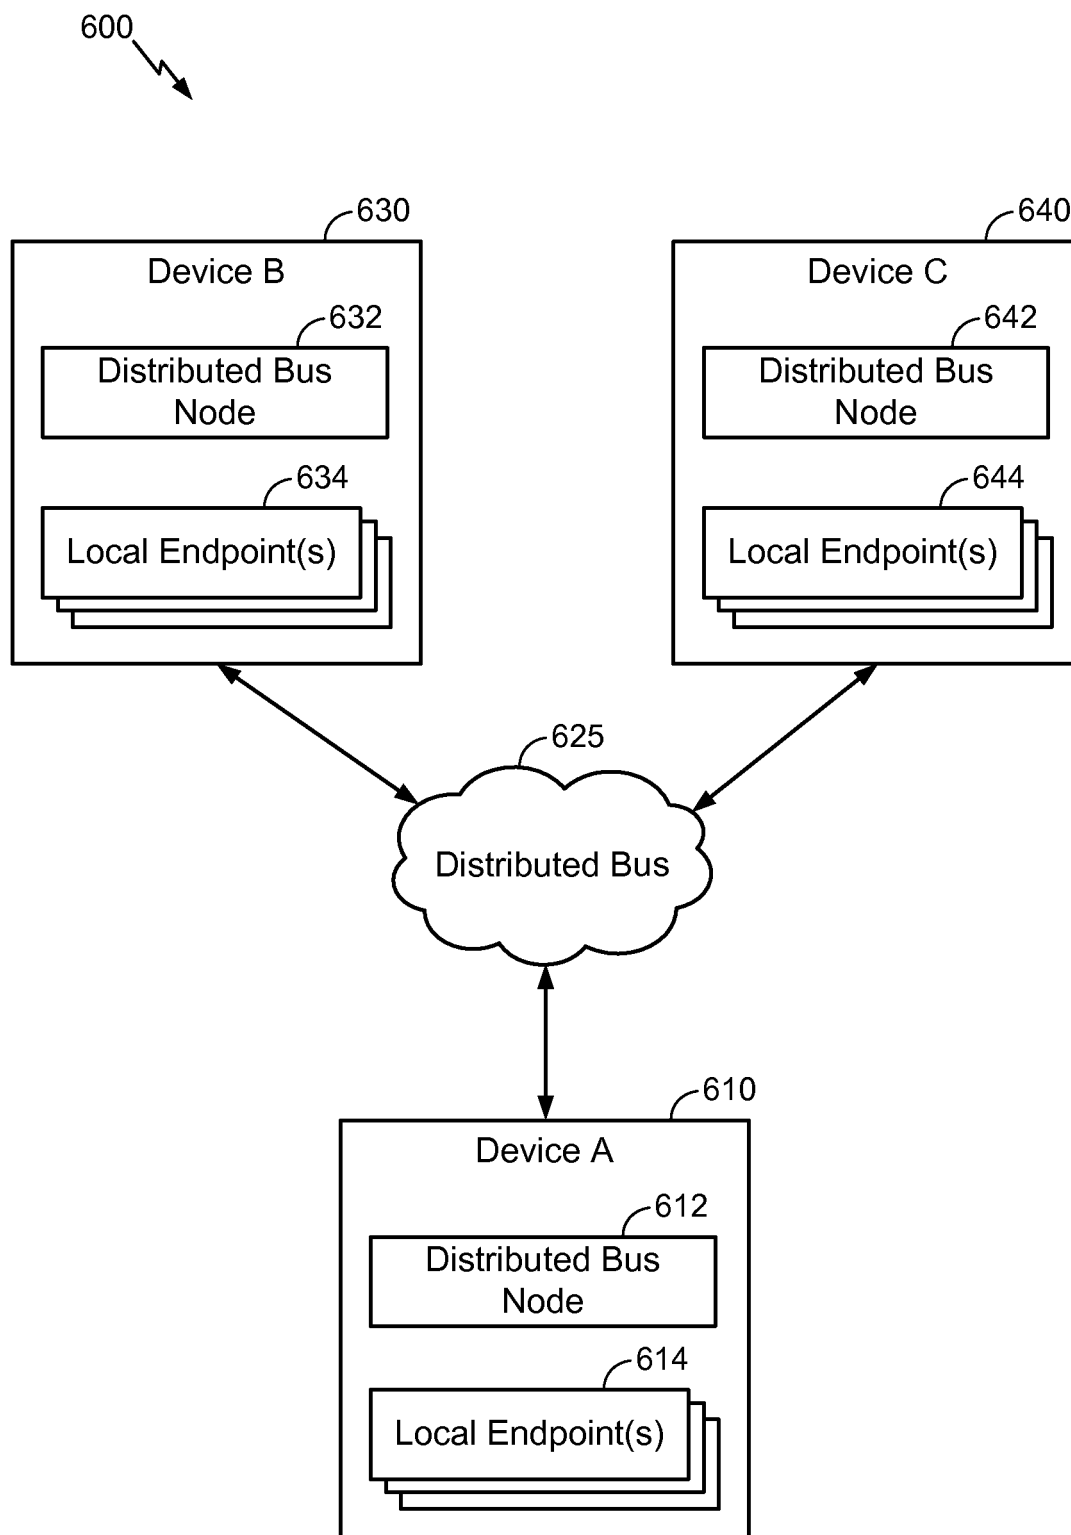 600
630
640
Device B
Device C
632
642
Distributed Bus
Node
Distributed Bus
Node
634
644
Local Endpoint(s)
Local Endpoint(s)
625
Distributed Bus
610
Device A
612
Distributed Bus
Node
614
Local Endpoint(s)